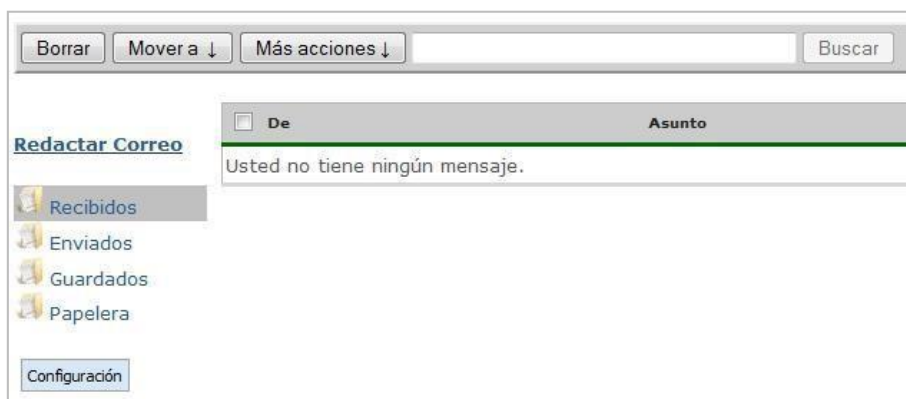 Borrar Mover a ↓ Más acciones ↓ Buscar
De Asunto
Redactar Correo
Usted no tiene ningún mensaje.
Recibidos
Enviados
Guardados
Papelera
Configuración